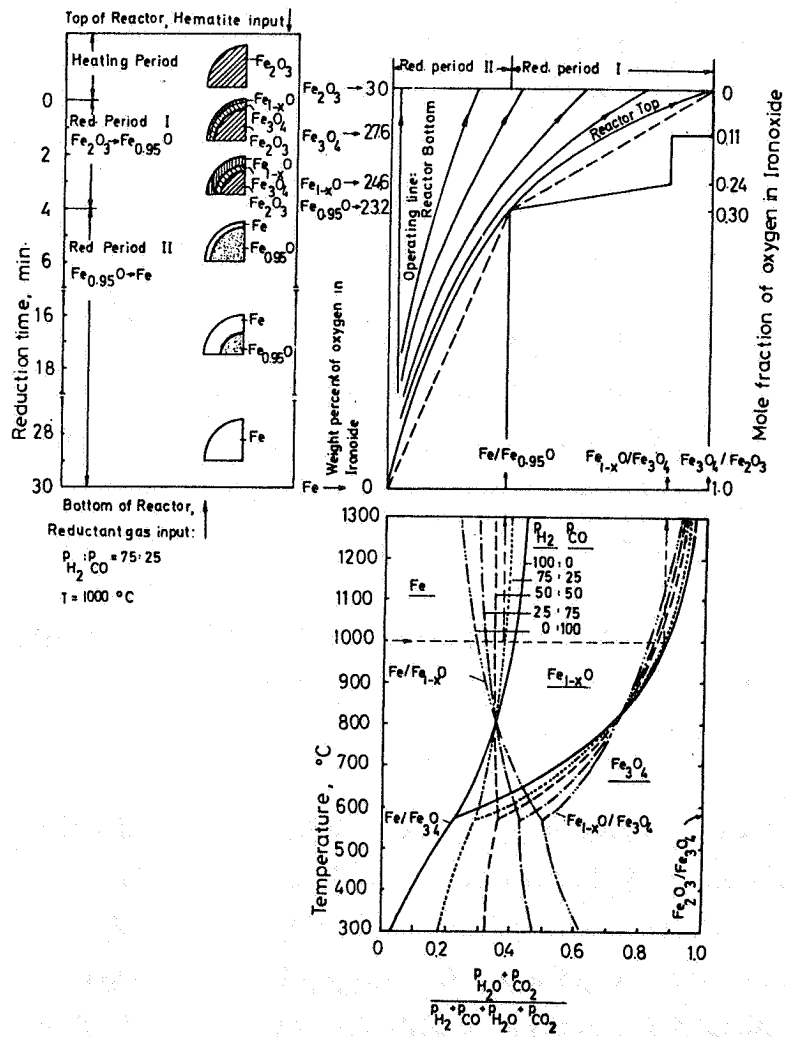 Top of Reactor, Hematite input
Heating Period
Fe2O3
0
Red Period I
Fe2O3→Fe0.95O
2
4
Red Period II
Fe0.95O→Fe
6
16
18
28
30
Reduction time, min.
Fe1-xO
Fe3O4
Fe2O3
Fe1-xO
Fe3O4
Fe2O3
Fe
Fe0.95O
Fe
Fe0.95O
Fe
Bottom of Reactor,
Reductant gas input:
PH2:PCO = 75:25
T = 1000 °C
Fe2O3 → 30
Fe3O4 → 27.6
Fe1-xO → 24.6
Fe0.95O → 23.2
Weight percent of oxygen in
Ironoide
Fe → 0
Red. period II
Red. period I
Operating line:
Reactor Bottom
Reactor Top
0
0.11
0.24
0.30
1.0
Mole fraction of oxygen in Ironoxide
Fe/Fe0.95O
Fe1-xO/Fe3O4
Fe3O4/Fe2O3
1300
1200
1100
1000
900
800
700
600
500
400
300
Temperature, °C
PH2 PCO
100:0
75:25
50:50
25:75
0:100
Fe
Fe/Fe1-xO
Fe1-xO
Fe3O4
Fe/Fe3O4
Fe1-xO/Fe3O4
Fe2O3/Fe3O4
0 0,2 0.4 0.6 0.8 1.0
PH2O + PCO2
PH2 + PCO + PH2O + PCO2